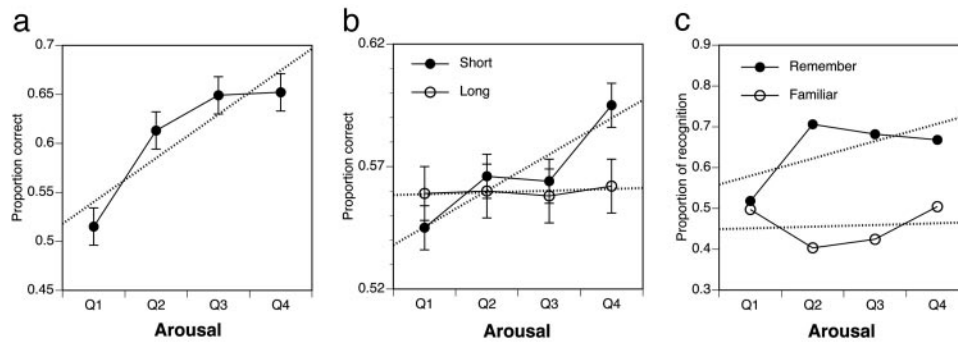 a
0.7
0.65
0.6
0.55
0.5
0.45
Proportion correct
Q1 Q2 Q3 Q4
Arousal
b
0.62
0.57
0.52
Proportion correct
Short
Long
Q1 Q2 Q3 Q4
Arousal
c
0.9
0.8
0.7
0.6
0.5
0.4
0.3
Proportion of recognition
Remember
Familiar
Q1 Q2 Q3 Q4
Arousal